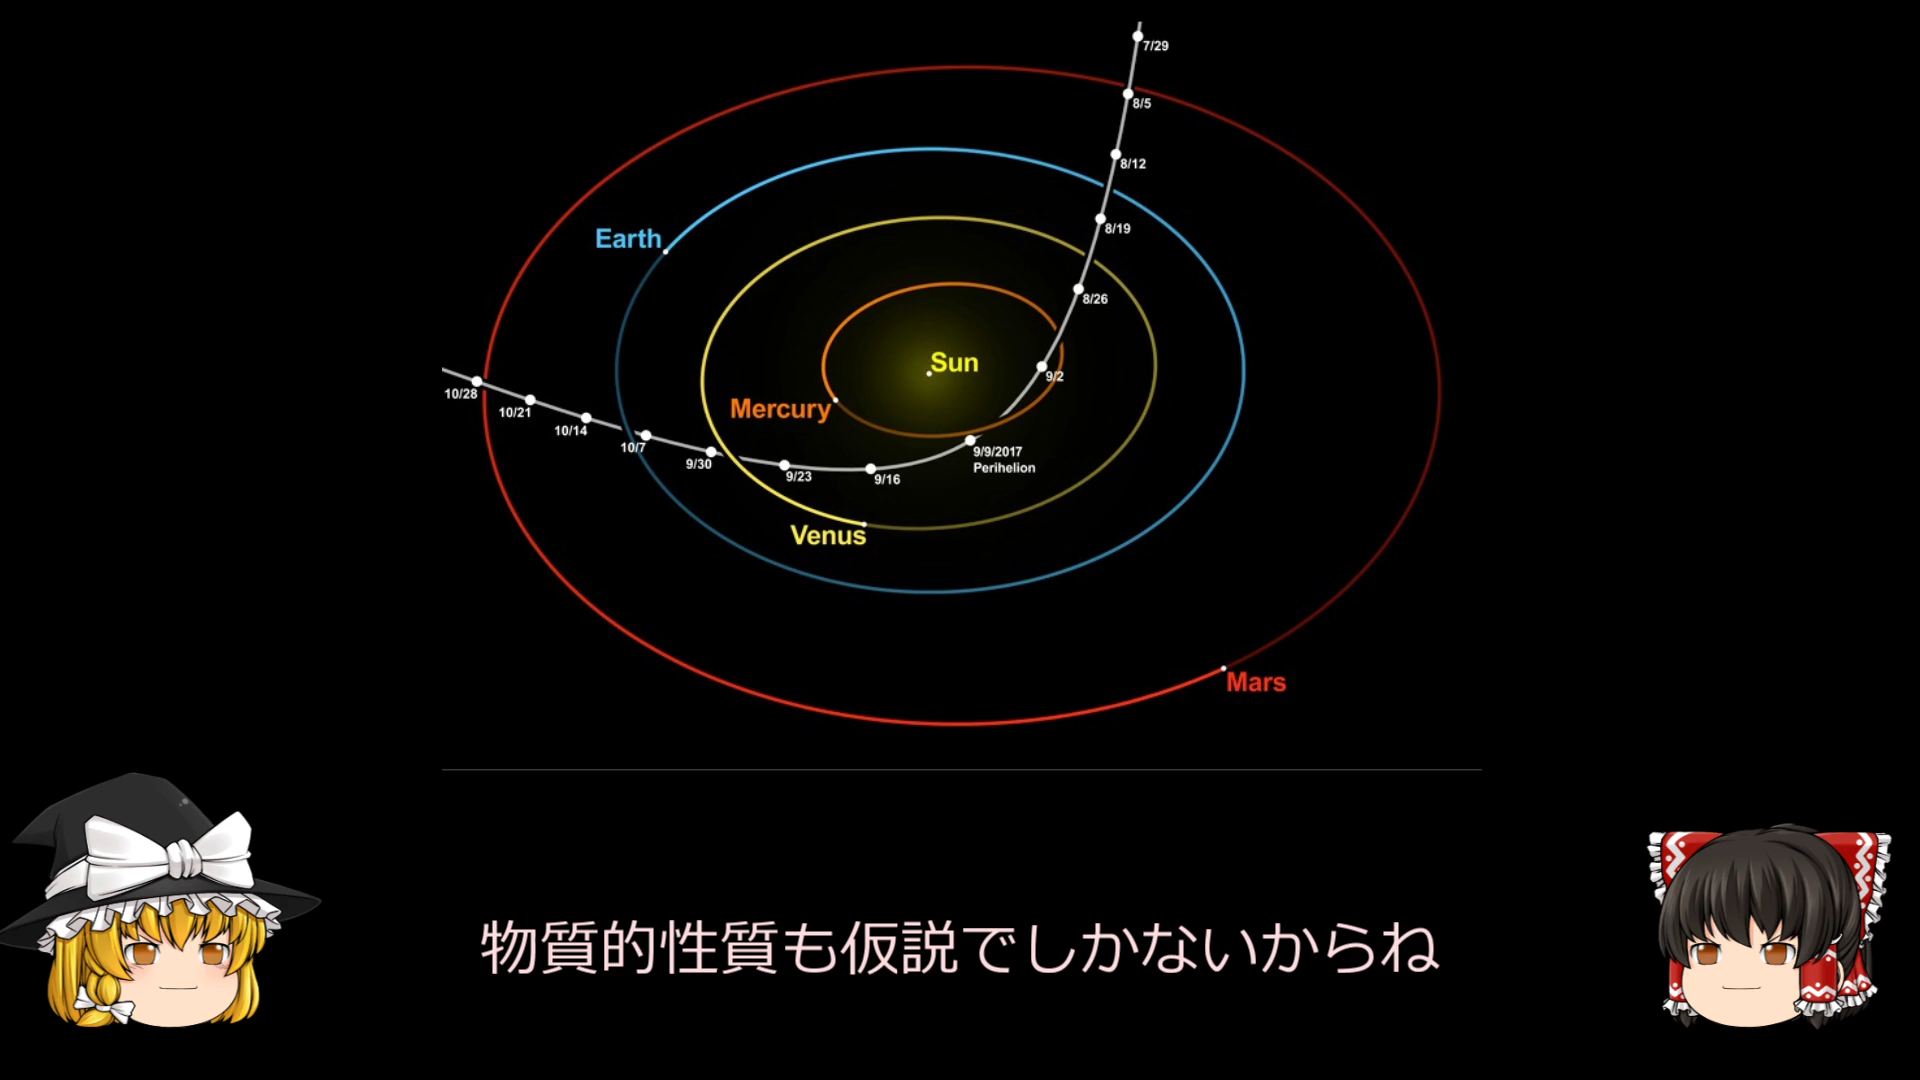 7/29
8/5
8/12
8/19
Earth
8/26
Sun
9/2
10/28
Mercury
10/21
10/14
10/7
9/9/2017
Perihelion
9/30
9/23
9/16
Venus
Mars
物質的性質も仮説でしかないからね